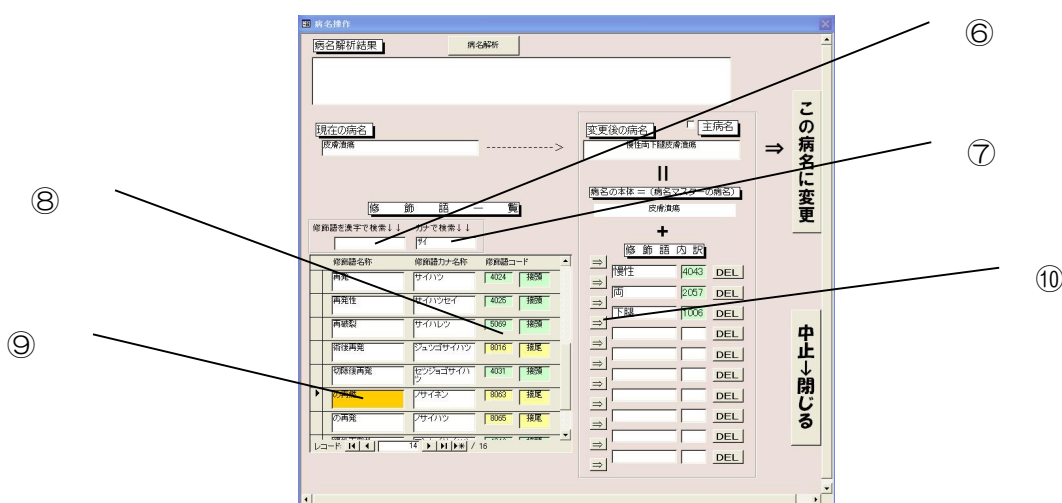 病名操作
病名解析結果
病名解析
現在の病名
皮膚潰瘍
------------->
変更後の病名
主病名
慢性両下腿皮膚潰瘍
⇒
この病名に変更
=
病名の本体=(病名マスターの病名)
皮膚潰瘍
+
修飾語内訳
⇒ 慢性 4043 DEL
⇒ 両 2057 DEL
⇒ 下腿 1006 DEL
⇒ DEL
⇒ DEL
⇒ DEL
⇒ DEL
⇒ DEL
⇒ DEL
⇒ DEL
⇒
中止→閉じる
修飾語一覧
修飾語を漢字で検索↓↓ カナで検索↓↓
サイ
修飾語名称 修飾語カナ名称 修飾語コード
再発 サイハツ 4024 接頭
再発性 サイハツセイ 4025 接頭
再破裂 サイハレツ 5069 接頭
術後再発 ジュツゴサイハツ 8016 接尾
切除後再発 セツジョゴサイハツ 4031 接頭
の再燃 ノサイネン 8063 接尾
の再発 ノサイハツ 8065 接尾
レコード: 14 / 16
⑥
⑦
⑧
⑨
⑩